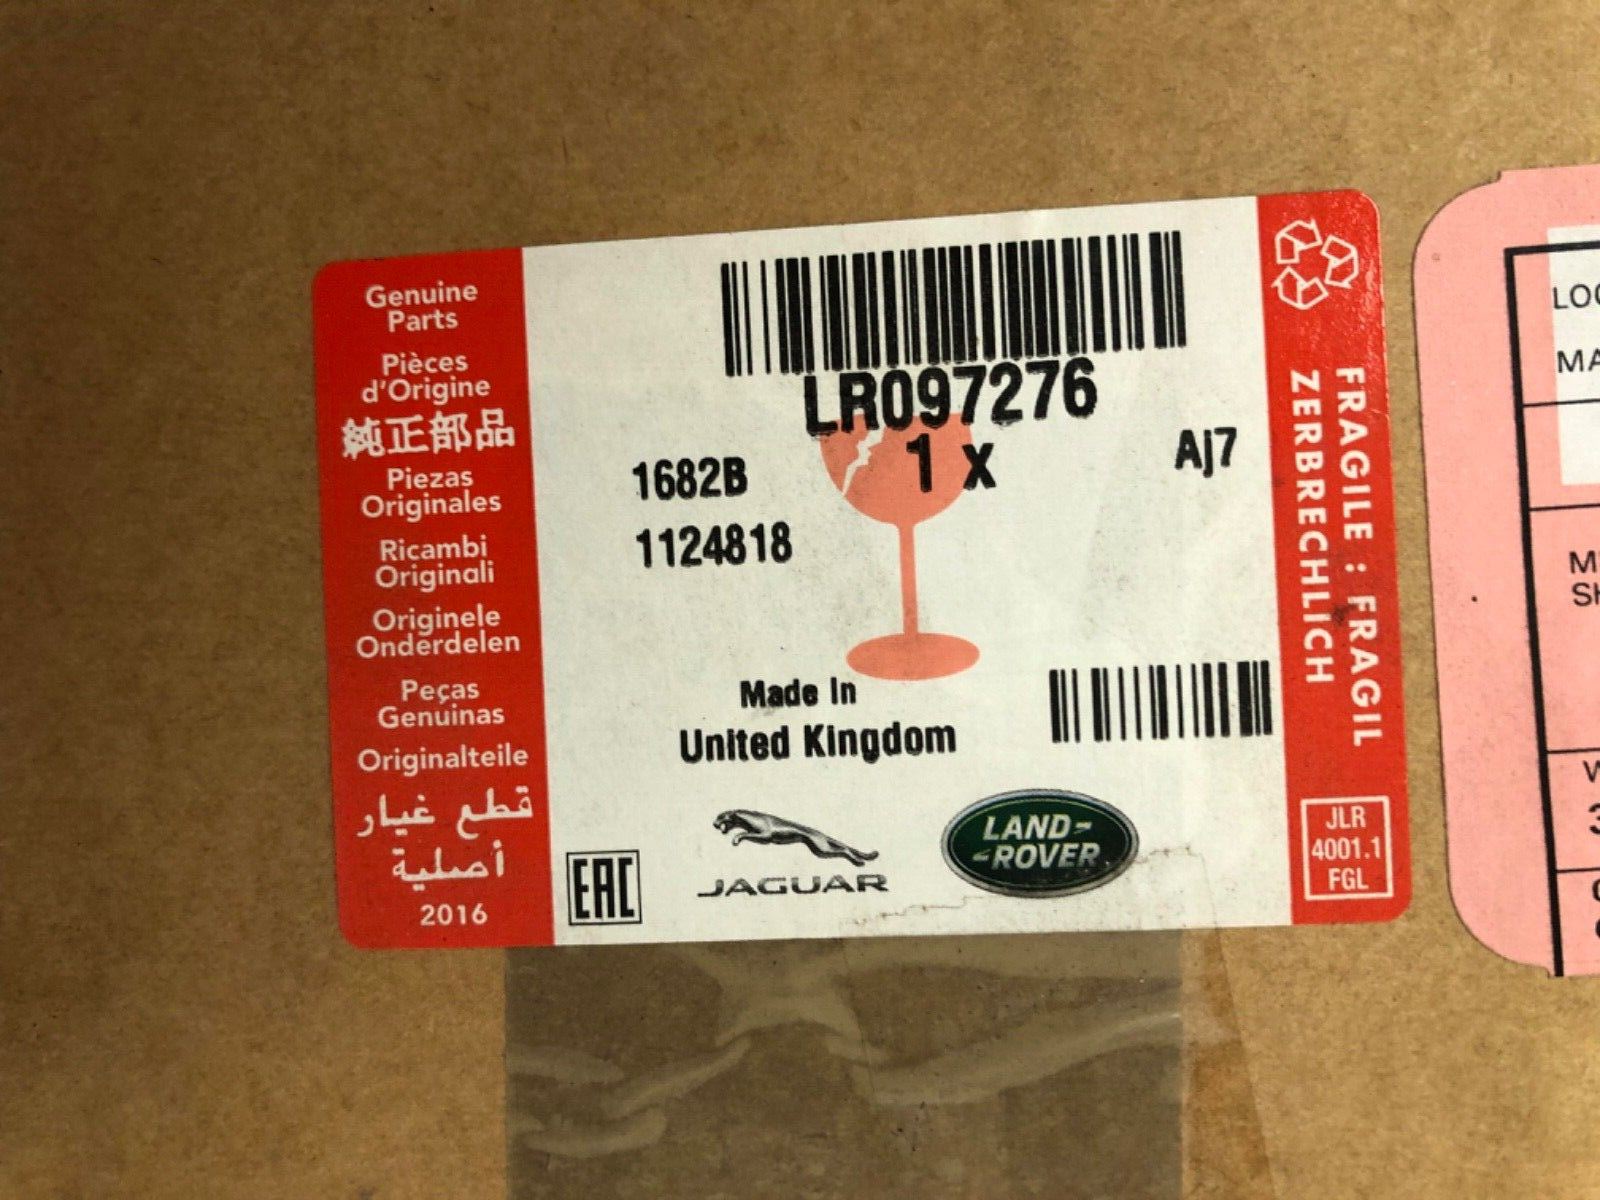 Genuine
Parts
Pièces
d'Origine
純正部品
Piezas
Originales
Ricambi
Originali
Originele
Onderdelen
Peças
Genuinas
Originalteile
قطع غيار
أصلية
2016
LR097276
1 x
Aj7
1682B
1124818
Made In
United Kingdom
EAC
JAGUAR
LAND-
-ROVER
FRAGILE : FRAGIL
ZERBRECHLICH
JLR
4001.1
FGL